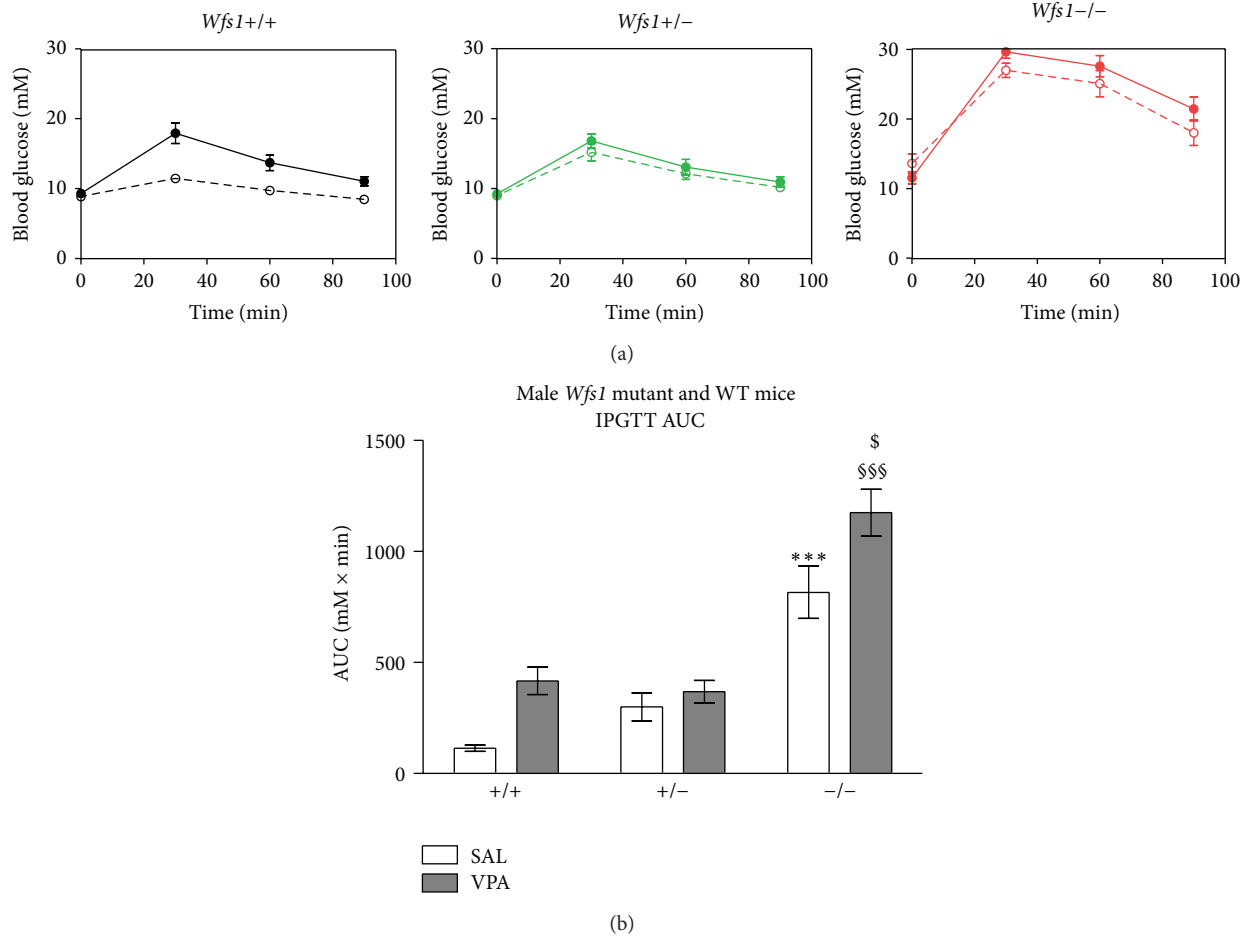 Wfs1+/+
Wfs1+/−
Wfs1−/−
Blood glucose (mM)
30
20
10
0
0 20 40 60 80 100
Time (min)
Blood glucose (mM)
30
20
10
0
0 20 40 60 80 100
Time (min)
Blood glucose (mM)
30
20
10
0
0 20 40 60 80 100
Time (min)
(a)
Male Wfs1 mutant and WT mice
IPGTT AUC
AUC (mM × min)
1500
1000
500
0
***
$
§§§
+/+ +/− −/−
SAL
VPA
(b)